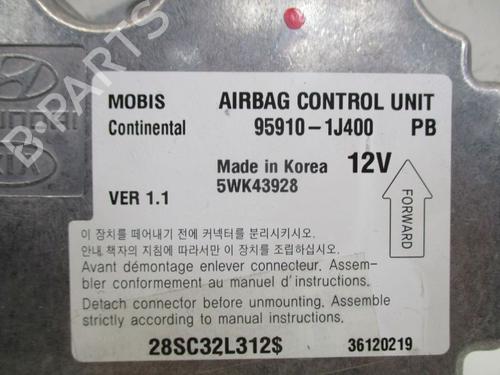 B-PARTS
HYUNDAI
KIA
MOBIS AIRBAG CONTROL UNIT
Continental 95910-1J400 PB
Made in Korea 12V
5WK43928
VER 1.1
FORWARD
이 장치를 떼어내기 전에 커넥터를 분리시키시오.
안내 책자의 지침에 따라서만 이 장치를 조립하십시오.
Avant démontage enlever connecteur. Assem-
bler conformement au manuel d'instructions.
Detach connector before unmounting. Assemble
strictly according to manual instructions.
28SC32L312$ 36120219